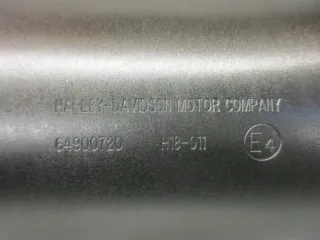 HARLEY-DAVIDSON MOTOR COMPANY
64900720 H18-011 E4